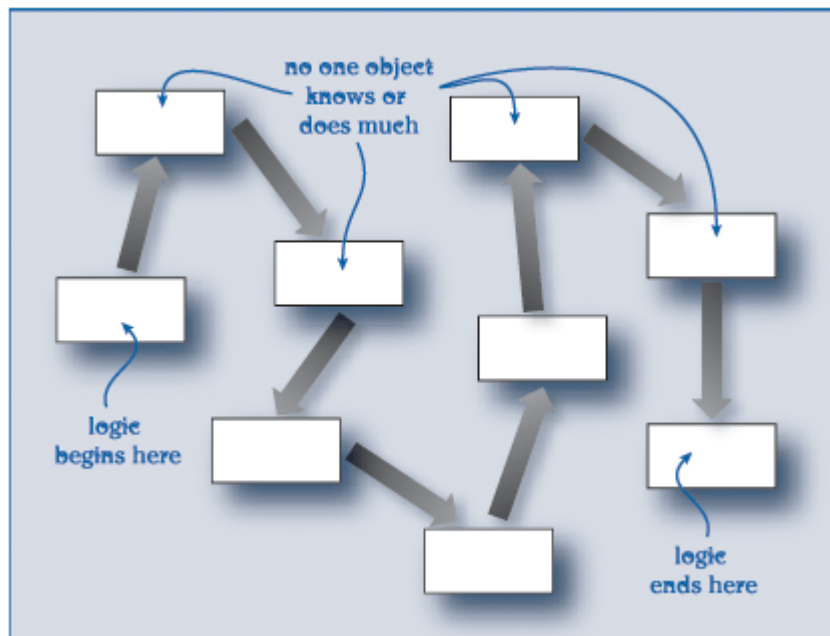 no one object
knows or
does much
logic
begins here
logic
ends here